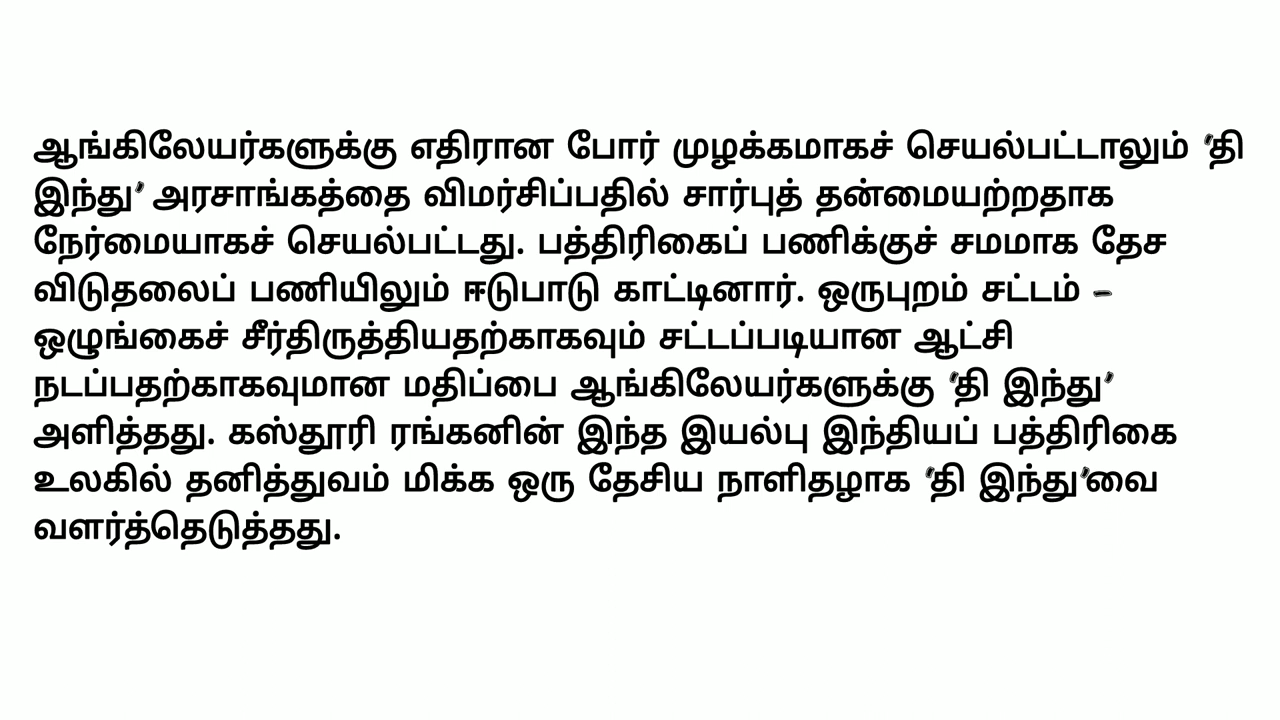 ஆங்கிலேயர்களுக்கு எதிரான போர் முழக்கமாகச் செயல்பட்டாலும் ‘தி
இந்து’ அரசாங்கத்தை விமர்சிப்பதில் சார்புத் தன்மையற்றதாக
நேர்மையாகச் செயல்பட்டது. பத்திரிகைப் பணிக்குச் சமமாக தேச
விடுதலைப் பணியிலும் ஈடுபாடு காட்டினார். ஒருபுறம் சட்டம் –
ஒழுங்கைச் சீர்திருத்தியதற்காகவும் சட்டப்படியான ஆட்சி
நடப்பதற்காகவுமான மதிப்பை ஆங்கிலேயர்களுக்கு ‘தி இந்து’
அளித்தது. கஸ்தூரி ரங்கனின் இந்த இயல்பு இந்தியப் பத்திரிகை
உலகில் தனித்துவம் மிக்க ஒரு தேசிய நாளிதழாக ‘தி இந்து’வை
வளர்த்தெடுத்தது.